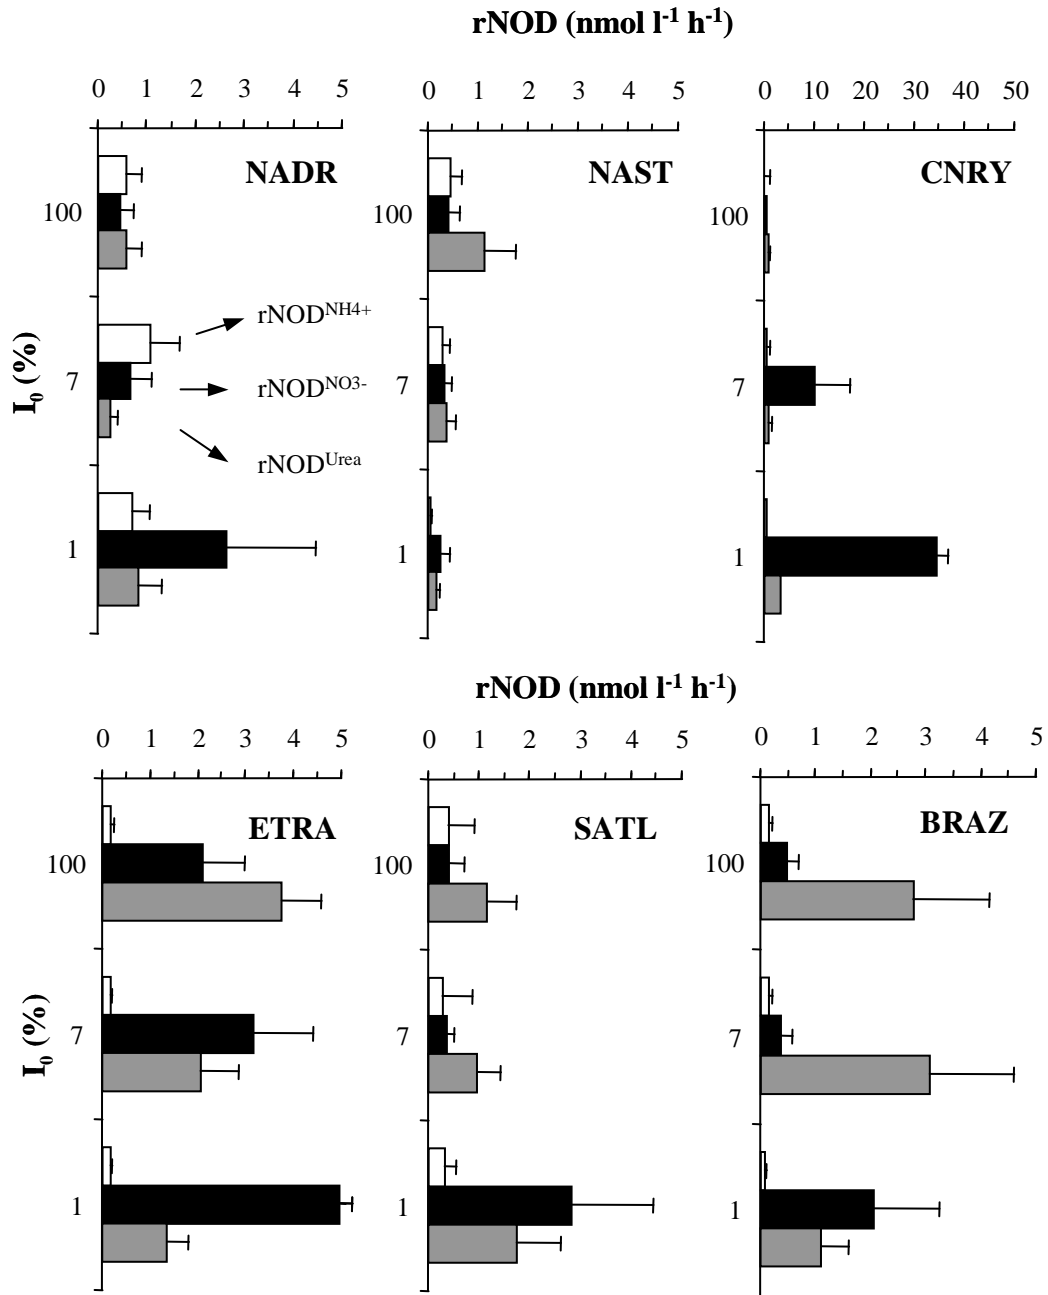 rNOD (nmol l-1 h-1)
0 1 2 3 4 5
0 1 2 3 4 5
0 10 20 30 40 50
NADR
NAST
CNRY
100
100
100
rNODNH4+
7
7
7
rNODNO3-
rNODUrea
1
1
1
I0 (%)
rNOD (nmol l-1 h-1)
0 1 2 3 4 5
0 1 2 3 4 5
0 1 2 3 4 5
ETRA
SATL
BRAZ
100
100
100
7
7
7
1
1
1
I0 (%)